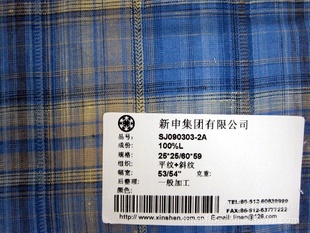 新申集团有限公司
品号: SJ090303-2A
成份: 100%L
规格: 25*25/60*59
组织: 平纹+斜纹
幅宽: 53/54" 克重:
后整理: 一般加工
颜色:
http://www.xinshen.com